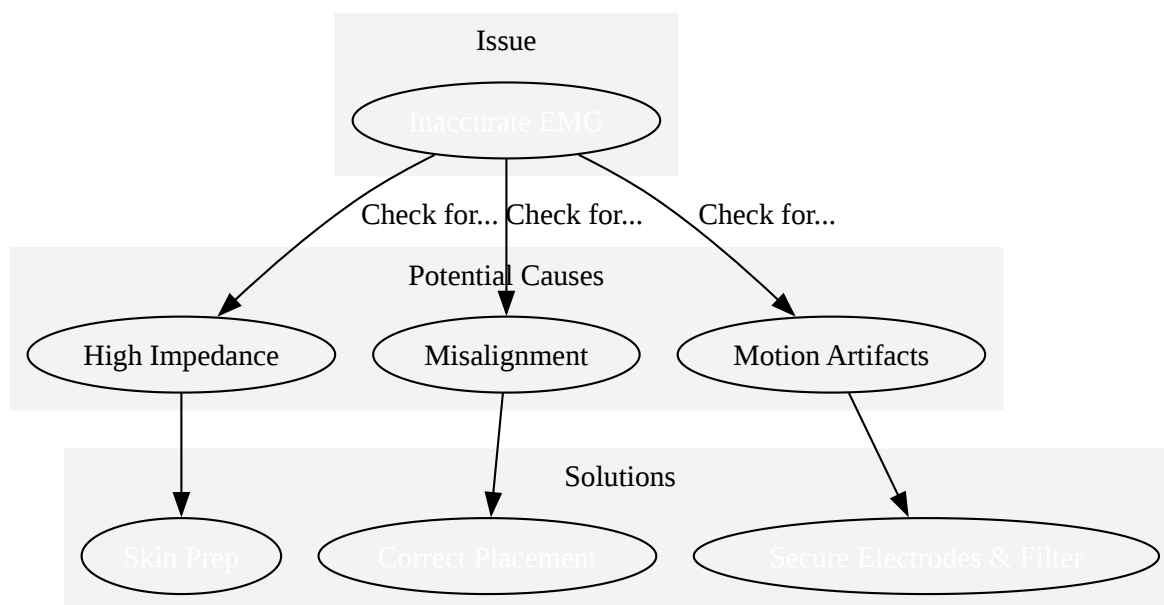 Issue
Inaccurate EMG
Check for...
Check for...
Check for...
Potential Causes
High Impedance
Misalignment
Motion Artifacts
Solutions
Skin Prep
Correct Placement
Secure Electrodes & Filter